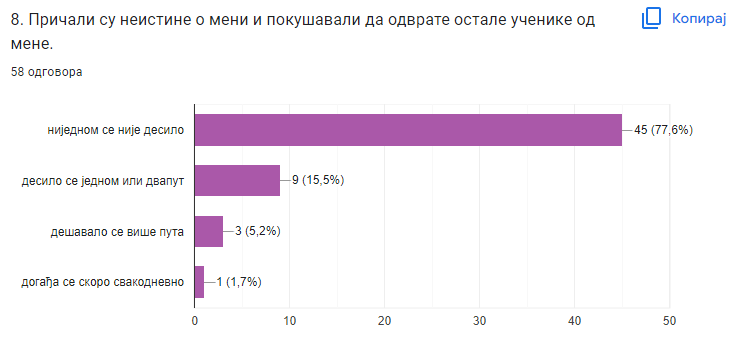 8. Причали су неистине о мени и покушавали да одврате остале ученике од
мене.
Копирај
58 одговора
ниједном се није десило
45 (77,6%)
десило се једном или двапут
9 (15,5%)
дешавало се више пута
3 (5,2%)
догађа се скоро свакодневно
1 (1,7%)
0 10 20 30 40 50